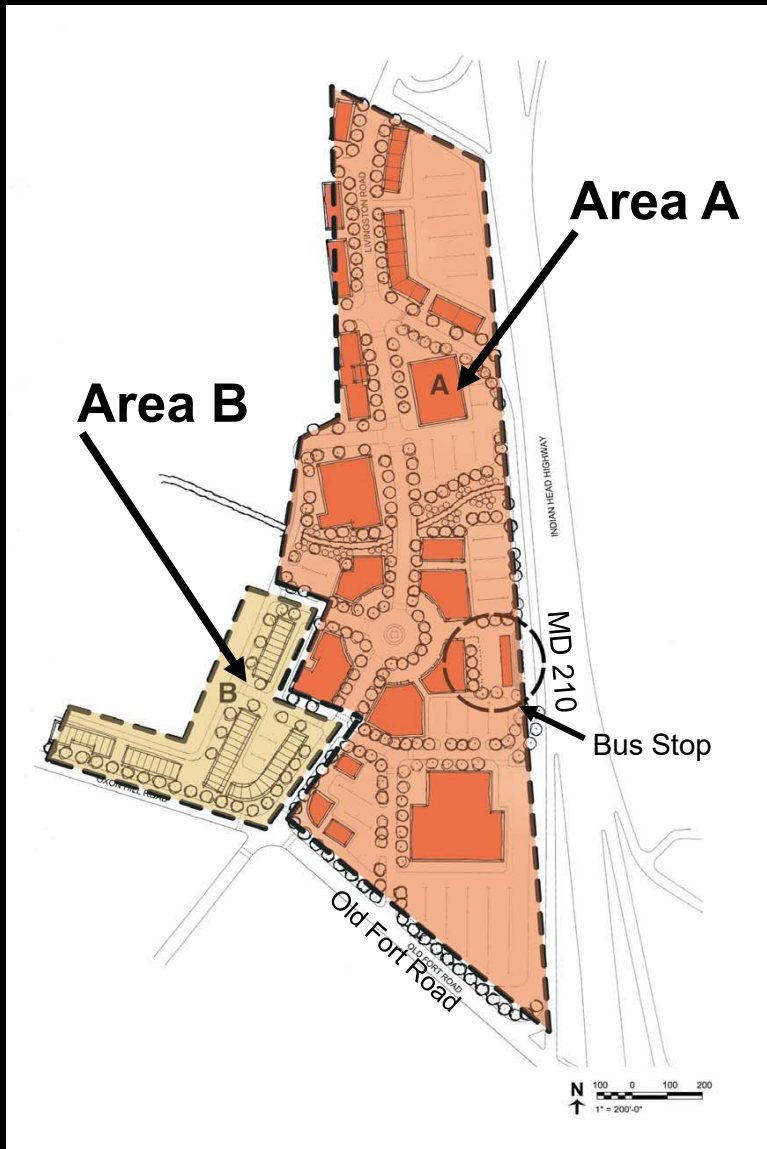 Area A
LIVINGSTON ROAD
A
Area B
INDIAN HEAD HIGHWAY
MD 210
B
Bus Stop
OXON HILL ROAD
Old Fort Road
OLD FORT ROAD
N
100 0 100 200
1" = 200'-0"